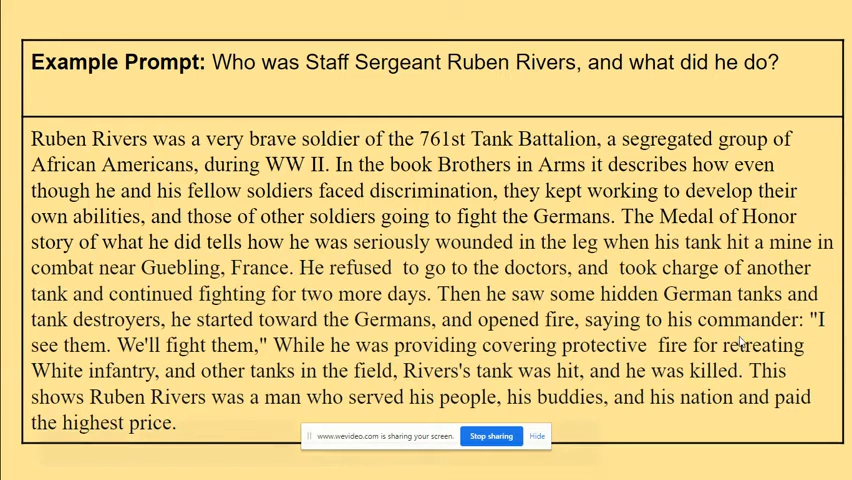 Example Prompt: Who was Staff Sergeant Ruben Rivers, and what did he do?
Ruben Rivers was a very brave soldier of the 761st Tank Battalion, a segregated group of
African Americans, during WW II. In the book Brothers in Arms it describes how even
though he and his fellow soldiers faced discrimination, they kept working to develop their
own abilities, and those of other soldiers going to fight the Germans. The Medal of Honor
story of what he did tells how he was seriously wounded in the leg when his tank hit a mine in
combat near Guebling, France. He refused  to go to the doctors, and  took charge of another
tank and continued fighting for two more days. Then he saw some hidden German tanks and
tank destroyers, he started toward the Germans, and opened fire, saying to his commander: "I
see them. We'll fight them," While he was providing covering protective  fire for retreating
White infantry, and other tanks in the field, Rivers's tank was hit, and he was killed. This
shows Ruben Rivers was a man who served his people, his buddies, and his nation and paid
the highest price.
www.wevideo.com is sharing your screen. Stop sharing Hide